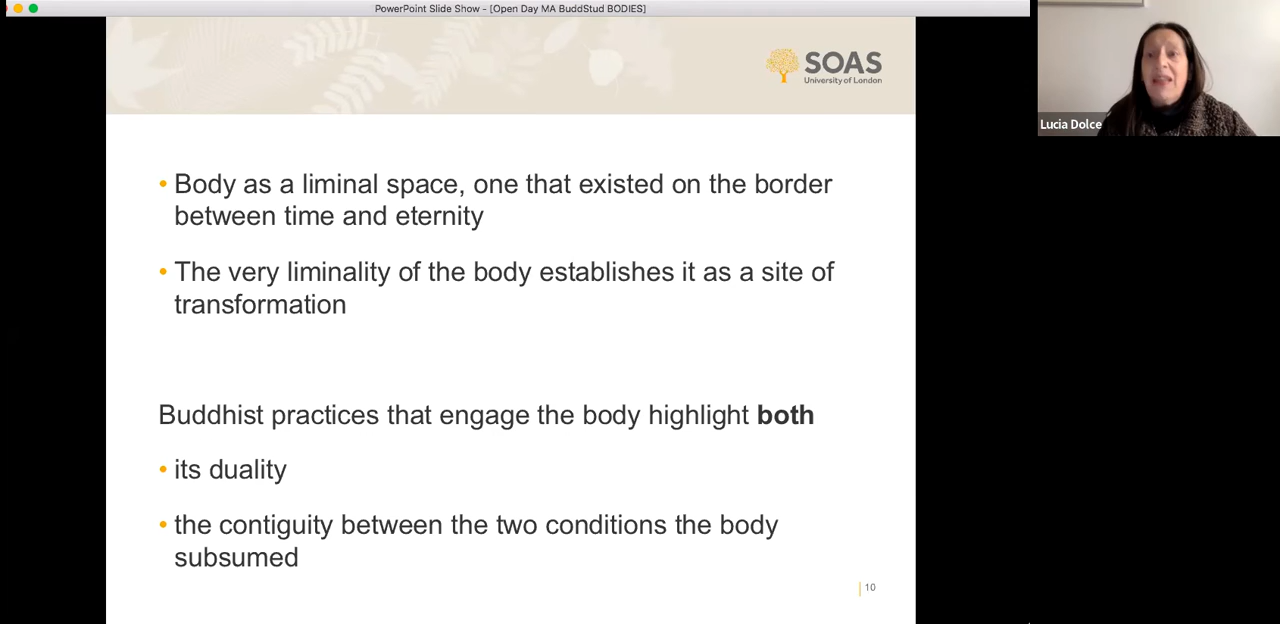 PowerPoint Slide Show - [Open Day MA BuddStud BODIES]
SOAS
University of London
Lucia Dolce
• Body as a liminal space, one that existed on the border
between time and eternity
• The very liminality of the body establishes it as a site of
transformation
Buddhist practices that engage the body highlight both
• its duality
• the contiguity between the two conditions the body
subsumed
10